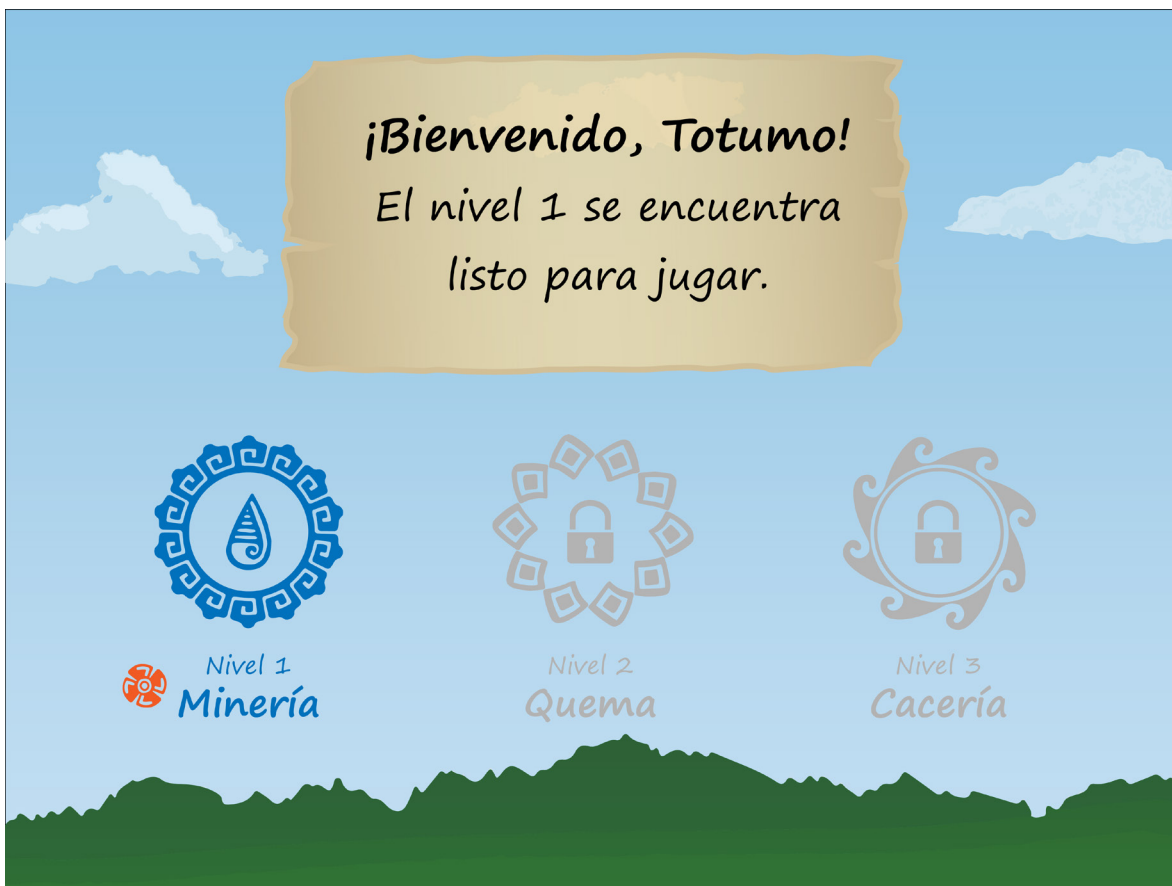 ¡Bienvenido, Totumo!
El nivel 1 se encuentra
listo para jugar.
Nivel 1
Minería
Nivel 2
Quema
Nivel 3
Cacería